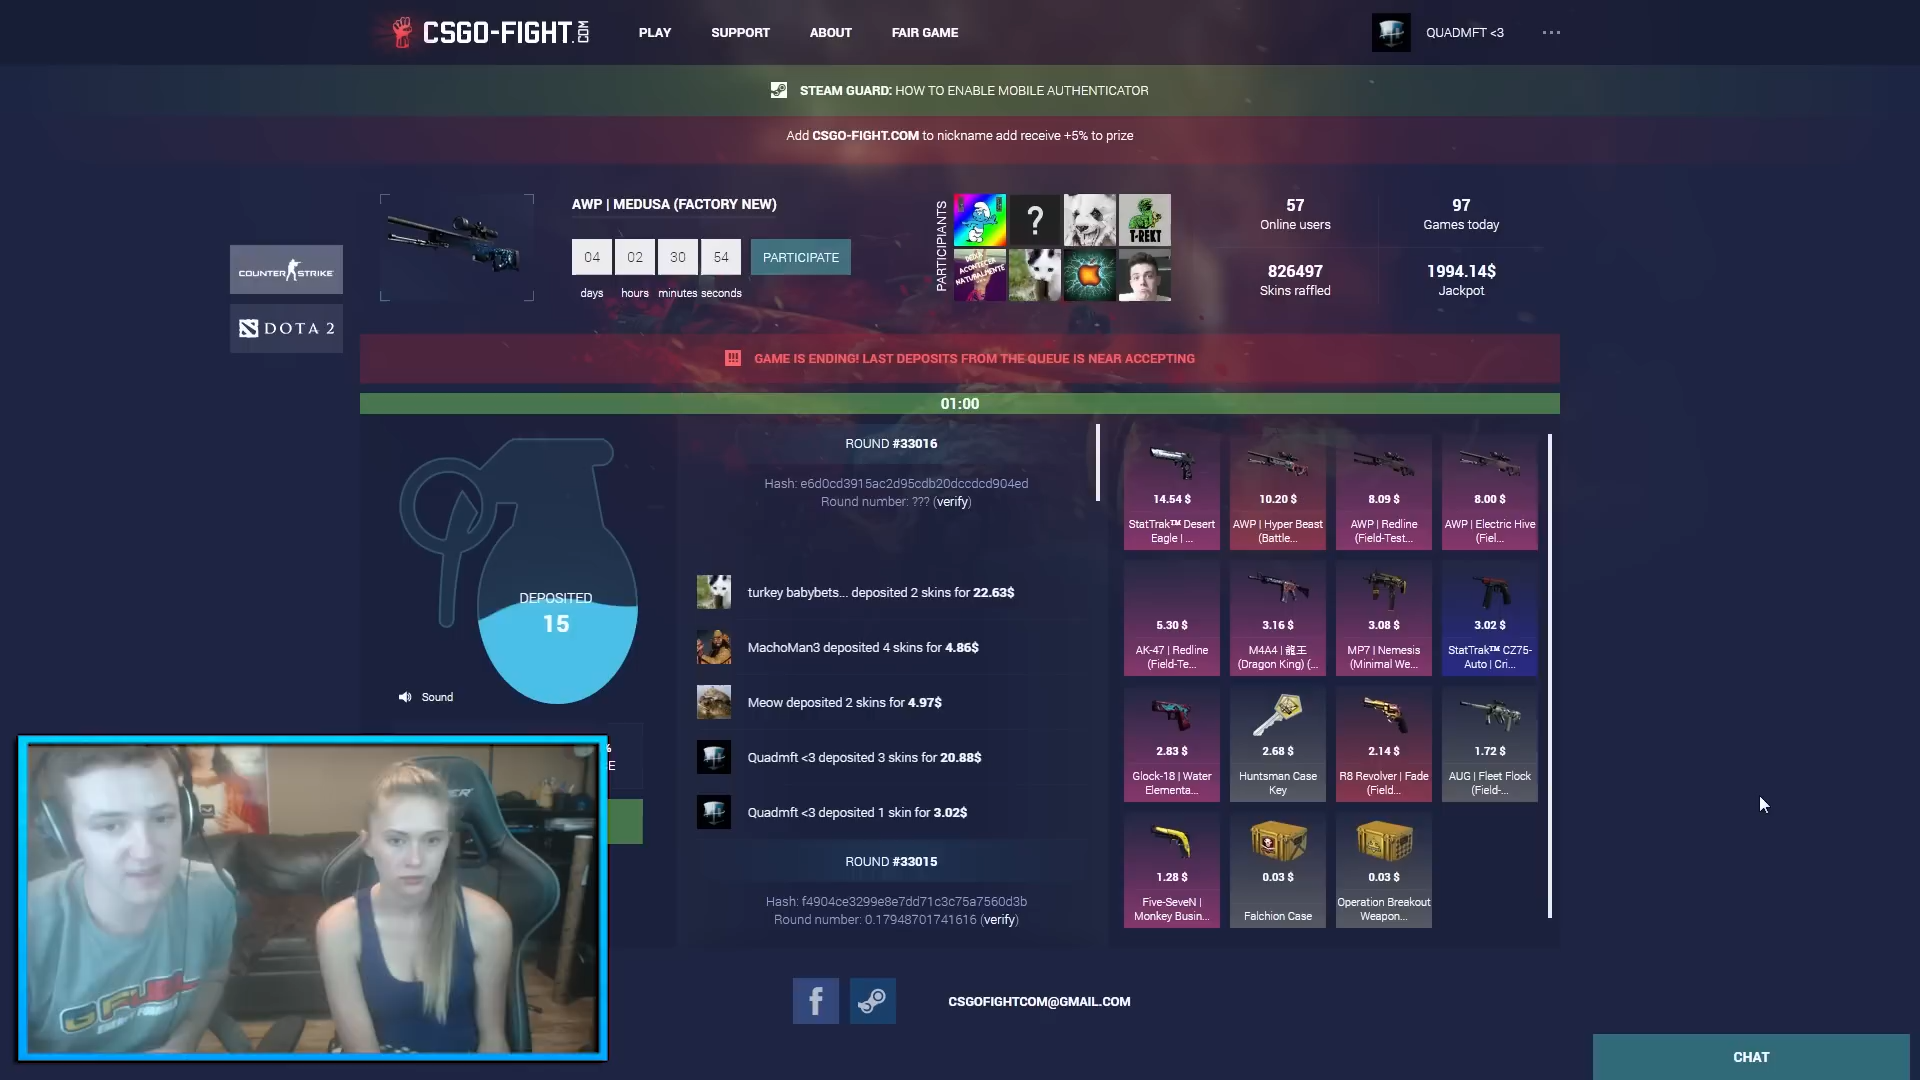 CSGO-FIGHT.COM
PLAY
SUPPORT
ABOUT
FAIR GAME
QUADMFT <3
STEAM GUARD: HOW TO ENABLE MOBILE AUTHENTICATOR
Add CSGO-FIGHT.COM to nickname add receive +5% to prize
COUNTER STRIKE
DOTA 2
AWP | MEDUSA (FACTORY NEW)
04 02 30 54
days hours minutes seconds
PARTICIPATE
PARTICIPIANTS
?
T-REKT
DEIXA
ACONTECER
NATURALMENTE
57
Online users
97
Games today
826497
Skins raffled
1994.14$
Jackpot
GAME IS ENDING! LAST DEPOSITS FROM THE QUEUE IS NEAR ACCEPTING
01:00
DEPOSITED
15
Sound
%
E
ROUND #33016
Hash: e6d0cd3915ac2d95cdb20dccdcd904ed
Round number: ??? (verify)
turkey babybets... deposited 2 skins for 22.63$
MachoMan3 deposited 4 skins for 4.86$
Meow deposited 2 skins for 4.97$
Quadmft <3 deposited 3 skins for 20.88$
Quadmft <3 deposited 1 skin for 3.02$
ROUND #33015
Hash: f4904ce3299e8e7dd71c3c75a7560d3b
Round number: 0.17948701741616 (verify)
14.54 $
StatTrak™ Desert
Eagle | ...
10.20 $
AWP | Hyper Beast
(Battle...
8.09 $
AWP | Redline
(Field-Test...
8.00 $
AWP | Electric Hive
(Fiel...
5.30 $
AK-47 | Redline
(Field-Te...
3.16 $
M4A4 | 龍王
(Dragon King) (...
3.08 $
MP7 | Nemesis
(Minimal We...
3.02 $
StatTrak™ CZ75-
Auto | Cri...
2.83 $
Glock-18 | Water
Elementa...
2.68 $
Huntsman Case
Key
2.14 $
R8 Revolver | Fade
(Field...
1.72 $
AUG | Fleet Flock
(Field-...
1.28 $
Five-SeveN |
Monkey Busin...
0.03 $
Falchion Case
0.03 $
Operation Breakout
Weapon...
G FUEL
CSGOFIGHTCOM@GMAIL.COM
CHAT